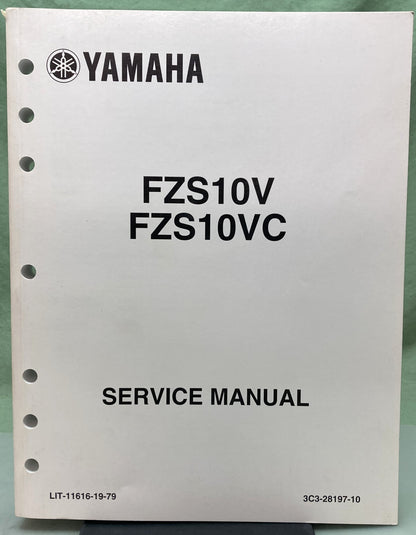 YAMAHA
FZS10V
FZS10VC
SERVICE MANUAL
LIT-11616-19-79 3C3-28197-10